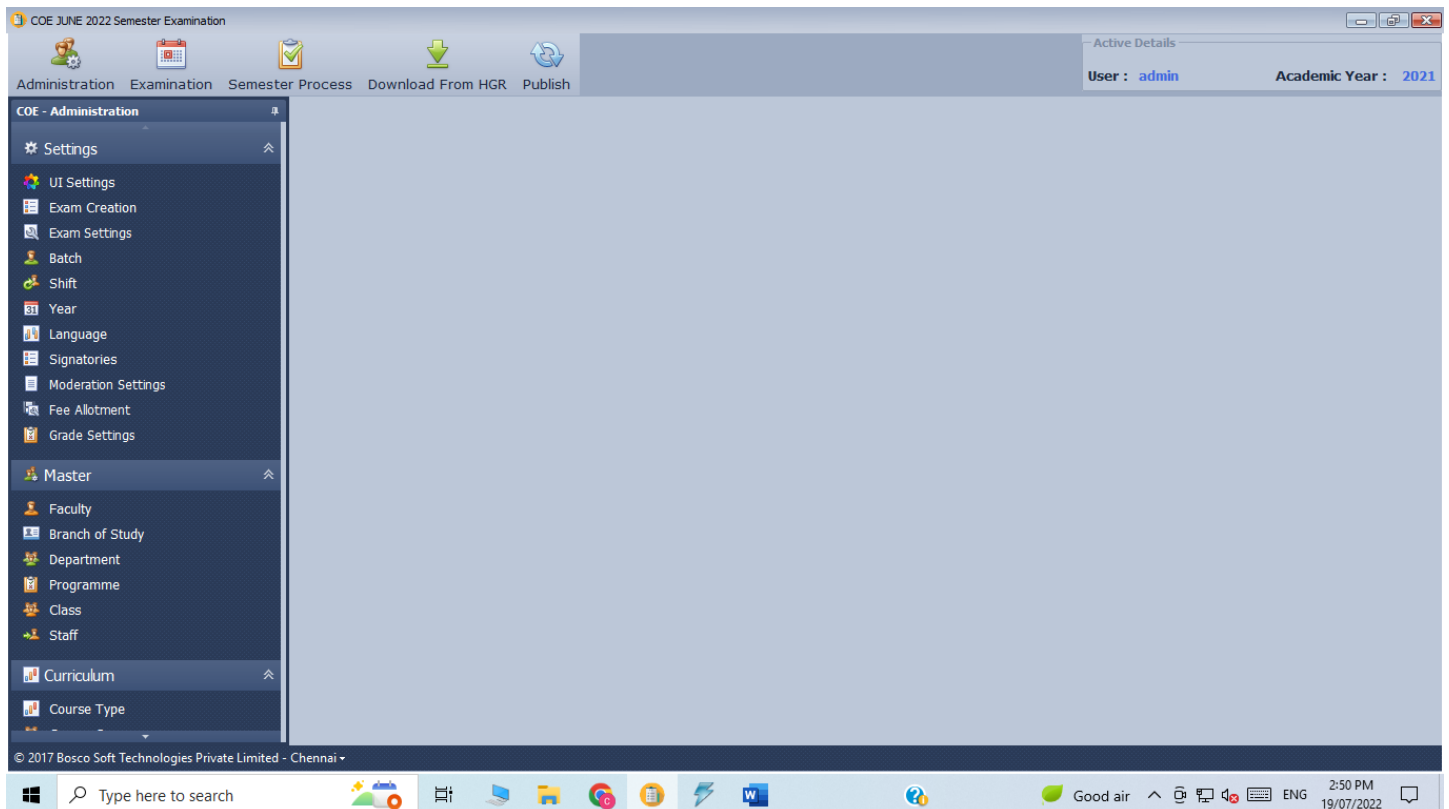 COE JUNE 2022 Semester Examination
Active Details
Administration Examination Semester Process Download From HGR Publish
User : admin Academic Year : 2021
COE - Administration
Settings
UI Settings
Exam Creation
Exam Settings
Batch
Shift
31 Year
Language
Signatories
Moderation Settings
Fee Allotment
Grade Settings
Master
Faculty
Branch of Study
Department
Programme
Class
Staff
Curriculum
Course Type
© 2017 Bosco Soft Technologies Private Limited - Chennai
Type here to search
Good air
ENG
2:50 PM
19/07/2022